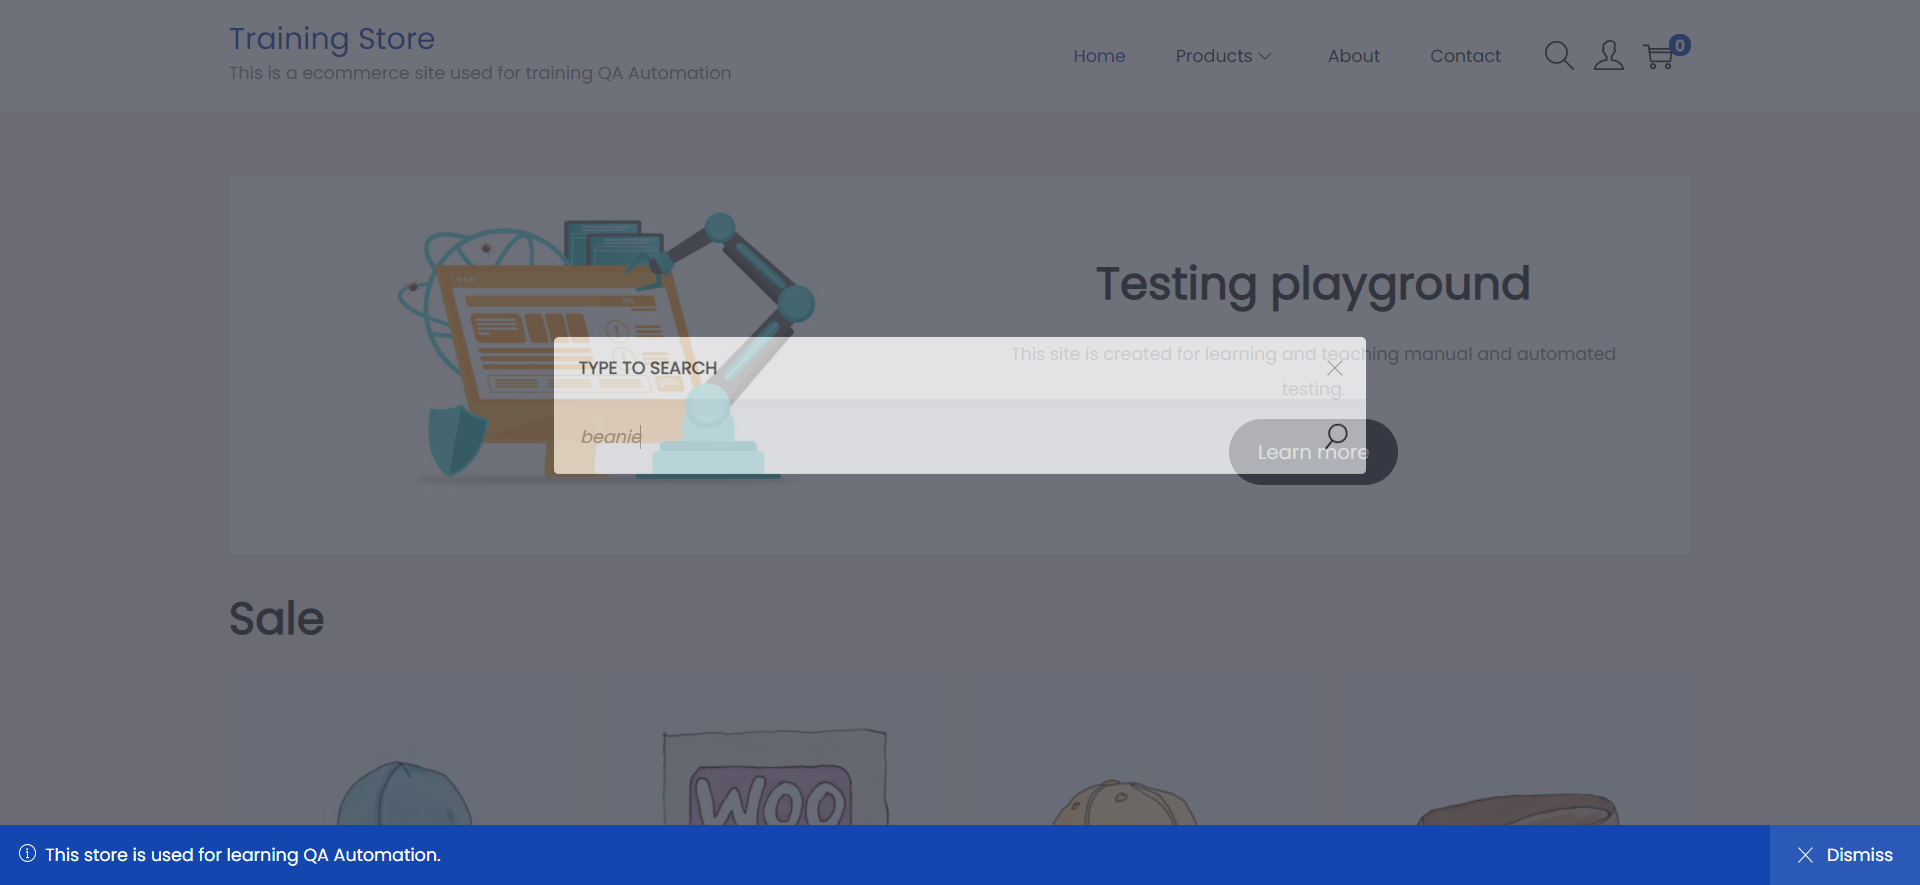 Training Store
This is a ecommerce site used for training QA Automation
Home
Products
About
Contact
0
Testing playground
This site is created for learning and teaching manual and automated
testing.
TYPE TO SEARCH
beanie
Learn more
Sale
WOO
This store is used for learning QA Automation.
Dismiss